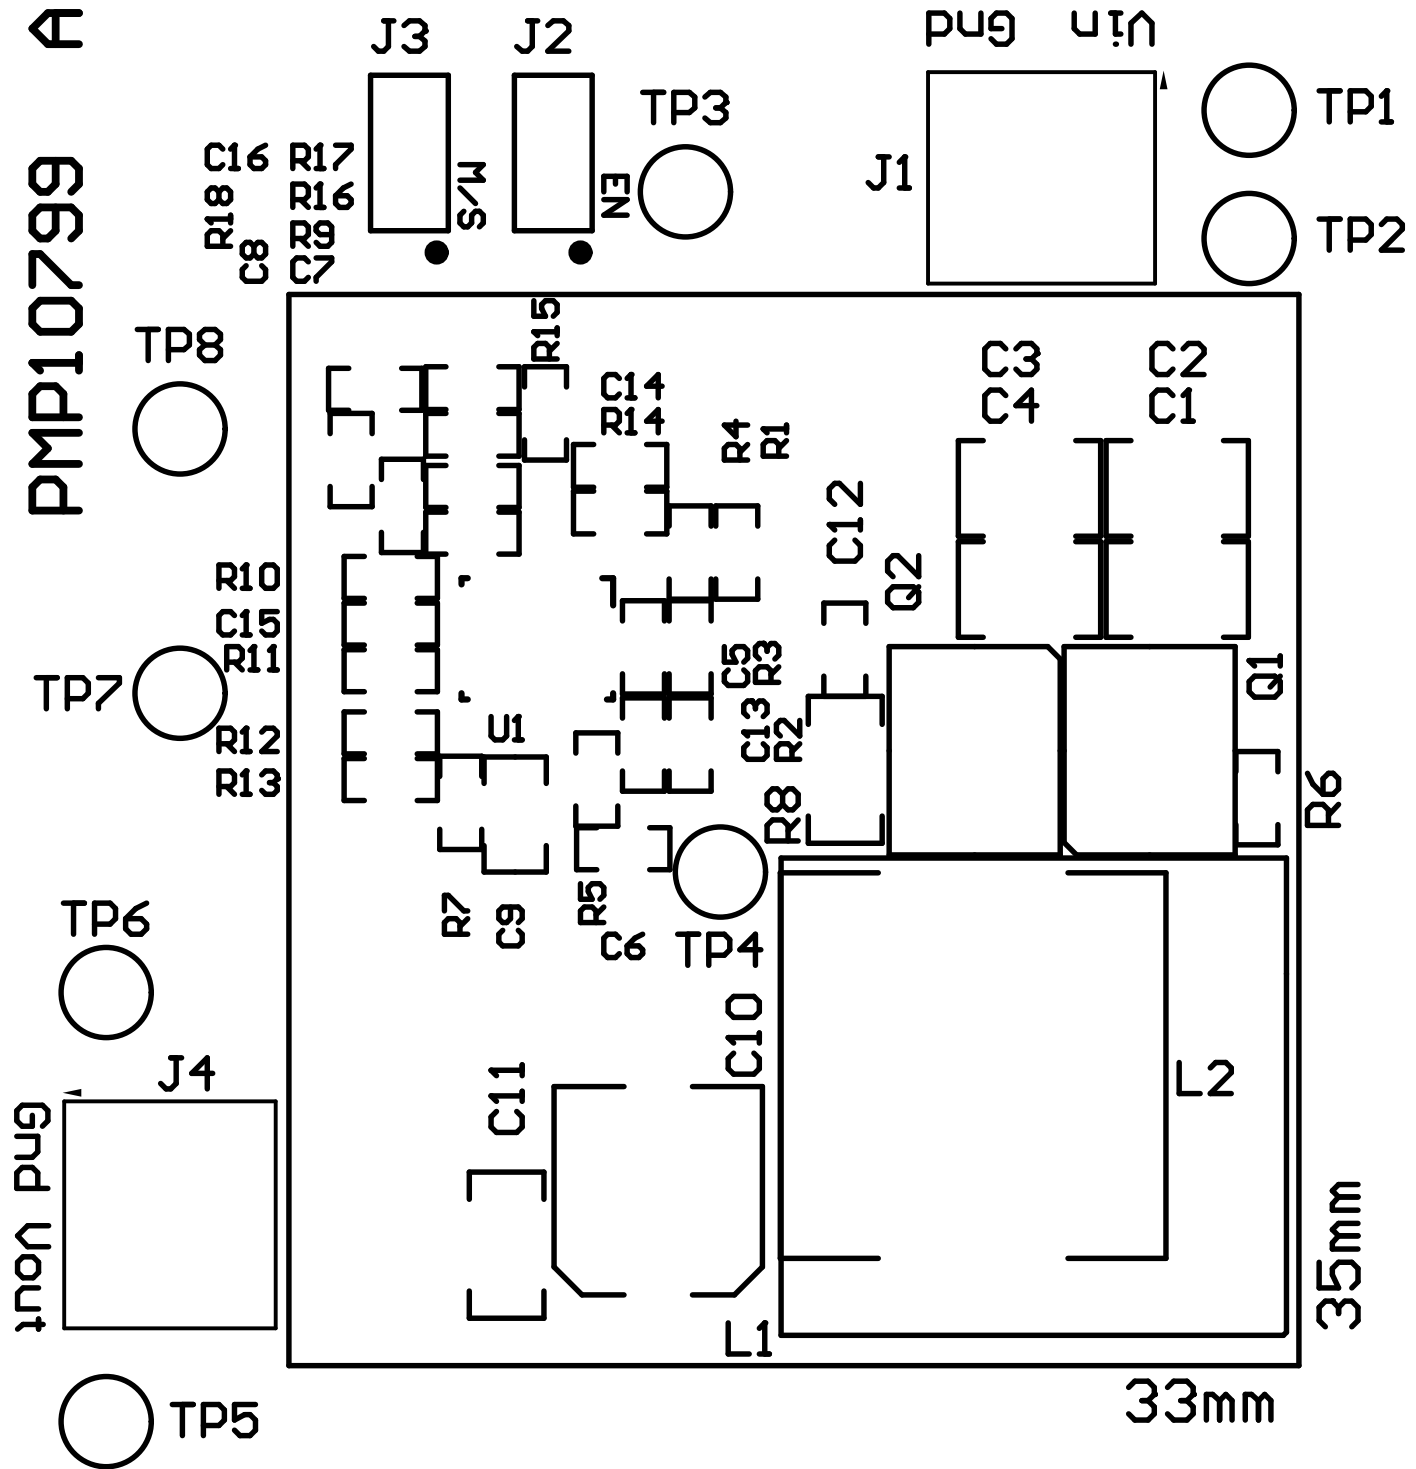 A
PMP10799
J3
J2
Gnd
Vin
TP3
TP1
C16
R17
J1
R18
R16
M/S
EN
R9
C8
C7
TP2
TP8
R15
C3
C2
C14
C4
C1
R14
R4
R1
C12
R10
Q2
C15
R11
C5
R3
Q1
TP7
U1
C13
R2
R12
R13
R8
R6
TP6
R7
C9
R5
C6
TP4
C10
J4
C11
L2
Gnd
Vout
L1
35mm
33mm
TP5